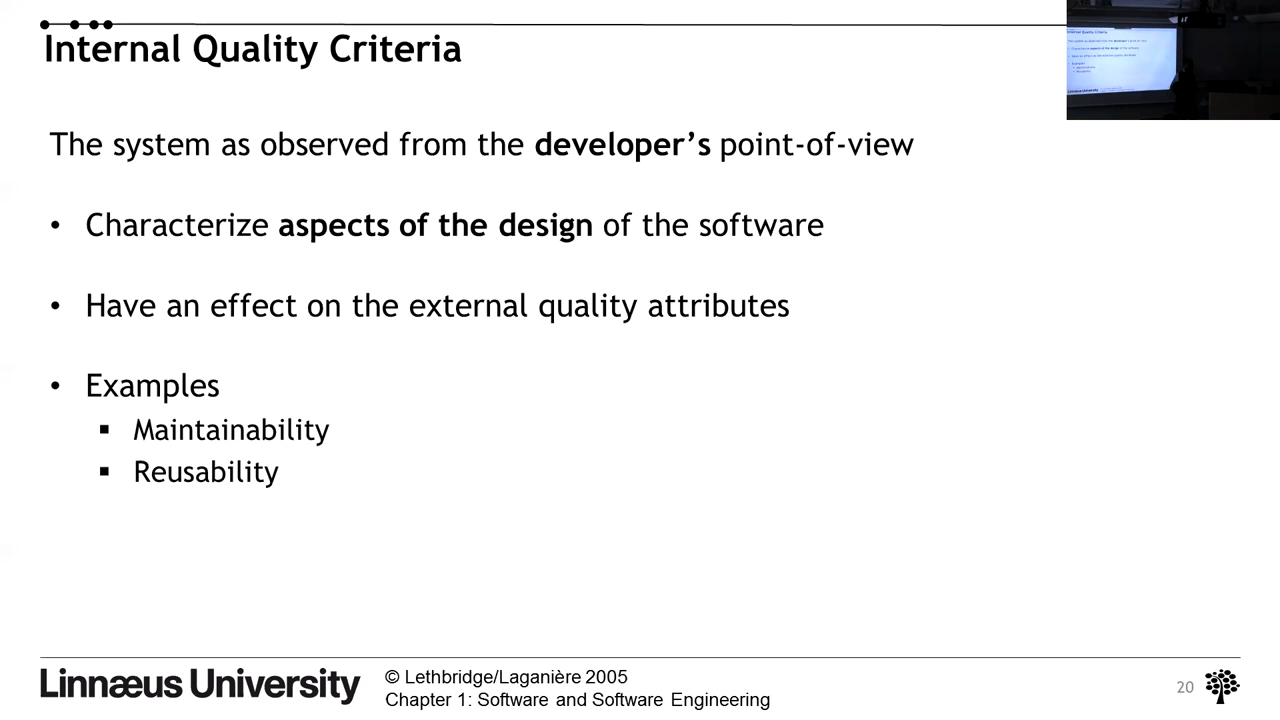 Internal Quality Criteria
The system as observed from the developer’s point-of-view
• Characterize aspects of the design of the software
• Have an effect on the external quality attributes
• Examples
▪ Maintainability
▪ Reusability
Linnæus University
© Lethbridge/Laganière 2005
Chapter 1: Software and Software Engineering
20